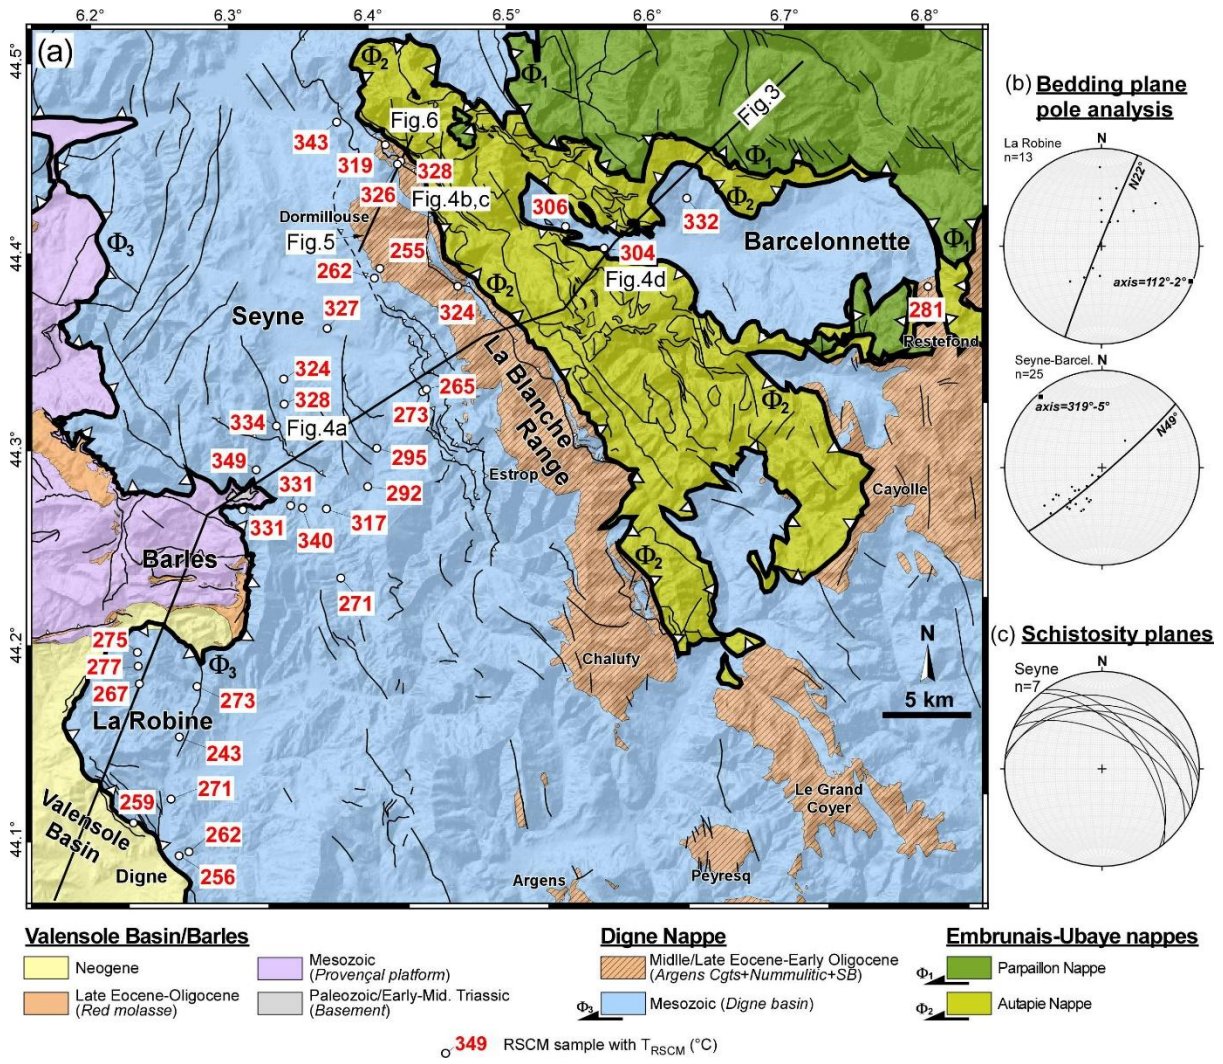 6.2°
6.3°
6.4°
6.5°
6.6°
6.7°
6.8°
(a)
44.5°
44.4°
44.3°
44.2°
44.1°
Φ2
Φ1
Fig.3
Fig.6
343
319
328
Φ1
326
Fig.4b,c
306
332
Φ2
Dormillouse
Φ3
Fig.5
255
304
Barcelonnette
Φ1
262
Φ2
Fig.4d
281
327
324
Seyne
Restefond
La Blanche
Range
324
265
328
273
Φ2
334
Fig.4a
349
295
Estrop
331
292
Cayolle
331
317
340
Barles
Φ2
271
275
277
Φ3
N
267
Chalufy
273
5 km
La Robine
243
271
Le Grand
Coyer
259
Valensole
Basin
262
Digne
256
Argens
Peyresq
(b) Bedding plane
pole analysis
La Robine
n=13
N
N22°
axis=112°-2°
Seyne-Barcel.
n=25
N
axis=319°-5°
N49°
(c) Schistosity planes
Seyne
n=7
N
Valensole Basin/Barles
Neogene
Late Eocene-Oligocene
(Red molasse)
Mesozoic
(Provençal platform)
Paleozoic/Early-Mid. Triassic
(Basement)
Digne Nappe
Midlle/Late Eocene-Early Oligocene
(Argens Cgts+Nummulitic+SB)
Φ3 Mesozoic (Digne basin)
Embrunais-Ubaye nappes
Φ1 Parpaillon Nappe
Φ2 Autapie Nappe
349 RSCM sample with TRSCM (°C)